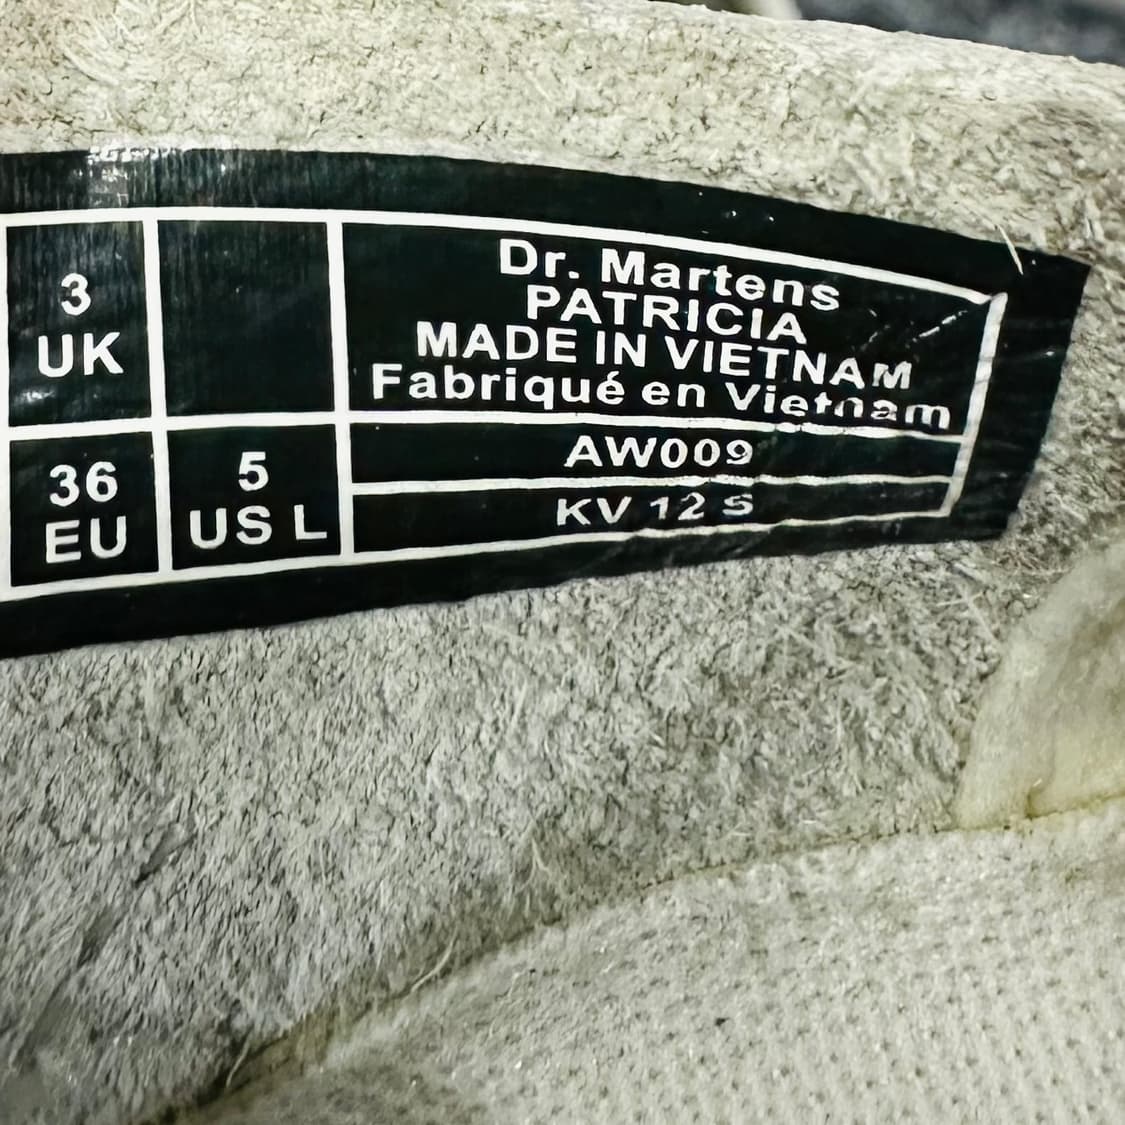 3
UK
36
EU
5
US L
Dr. Martens
PATRICIA
MADE IN VIETNAM
Fabriqué en Vietnam
AW009
KV 12 S